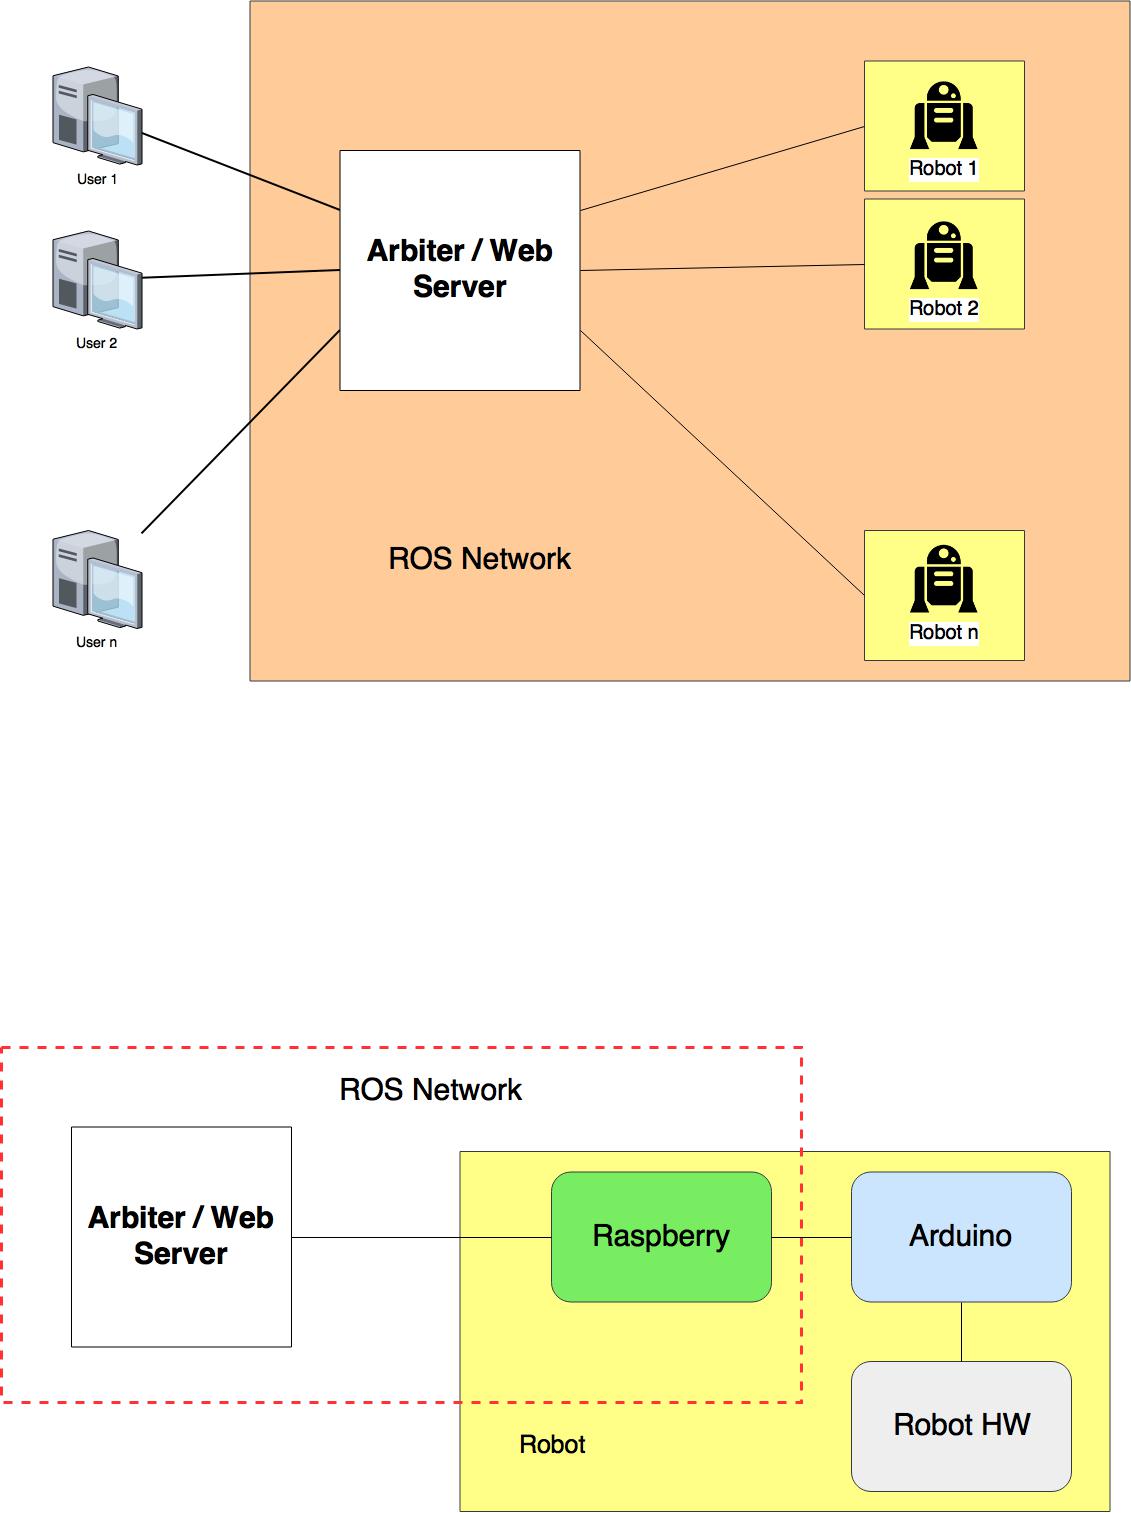 User 1
User 2
User n
Arbiter / Web
Server
ROS Network
Robot 1
Robot 2
Robot n
ROS Network
Arbiter / Web
Server
Raspberry
Arduino
Robot HW
Robot